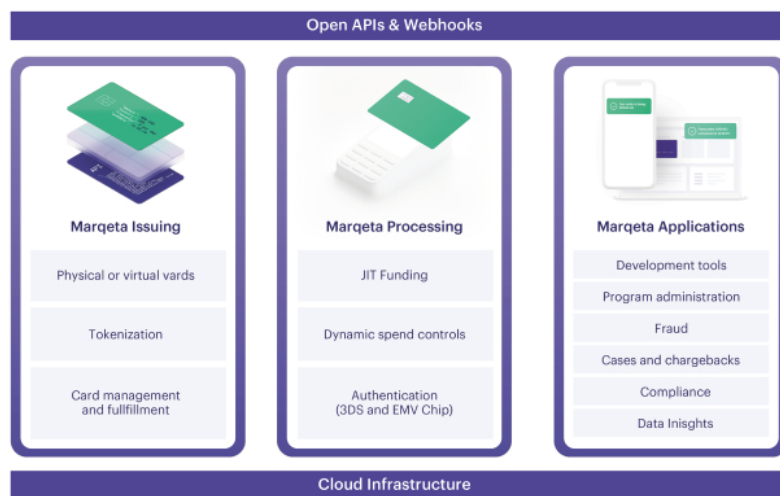 Open APIs & Webhooks
Marqeta Issuing
Physical or virtual vards
Tokenization
Card management
and fullfillment
Marqeta Processing
JIT Funding
Dynamic spend controls
Authentication
(3DS and EMV Chip)
Marqeta Applications
Development tools
Program administration
Fraud
Cases and chargebacks
Compliance
Data Inisghts
Cloud Infrastructure